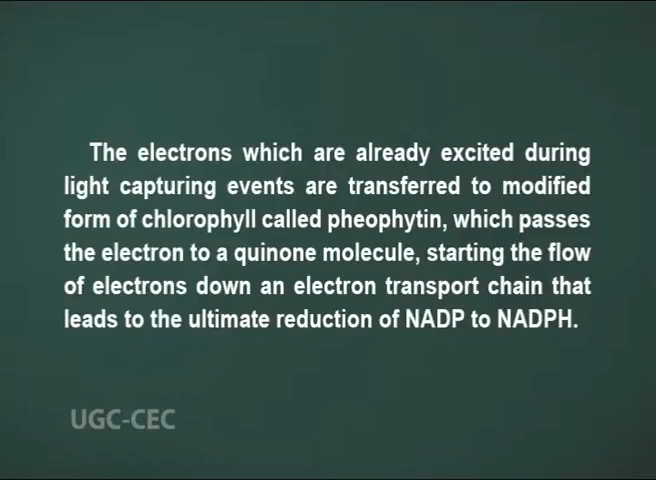 The electrons which are already excited during
light capturing events are transferred to modified
form of chlorophyll called pheophytin, which passes
the electron to a quinone molecule, starting the flow
of electrons down an electron transport chain that
leads to the ultimate reduction of NADP to NADPH.
UGC-CEC